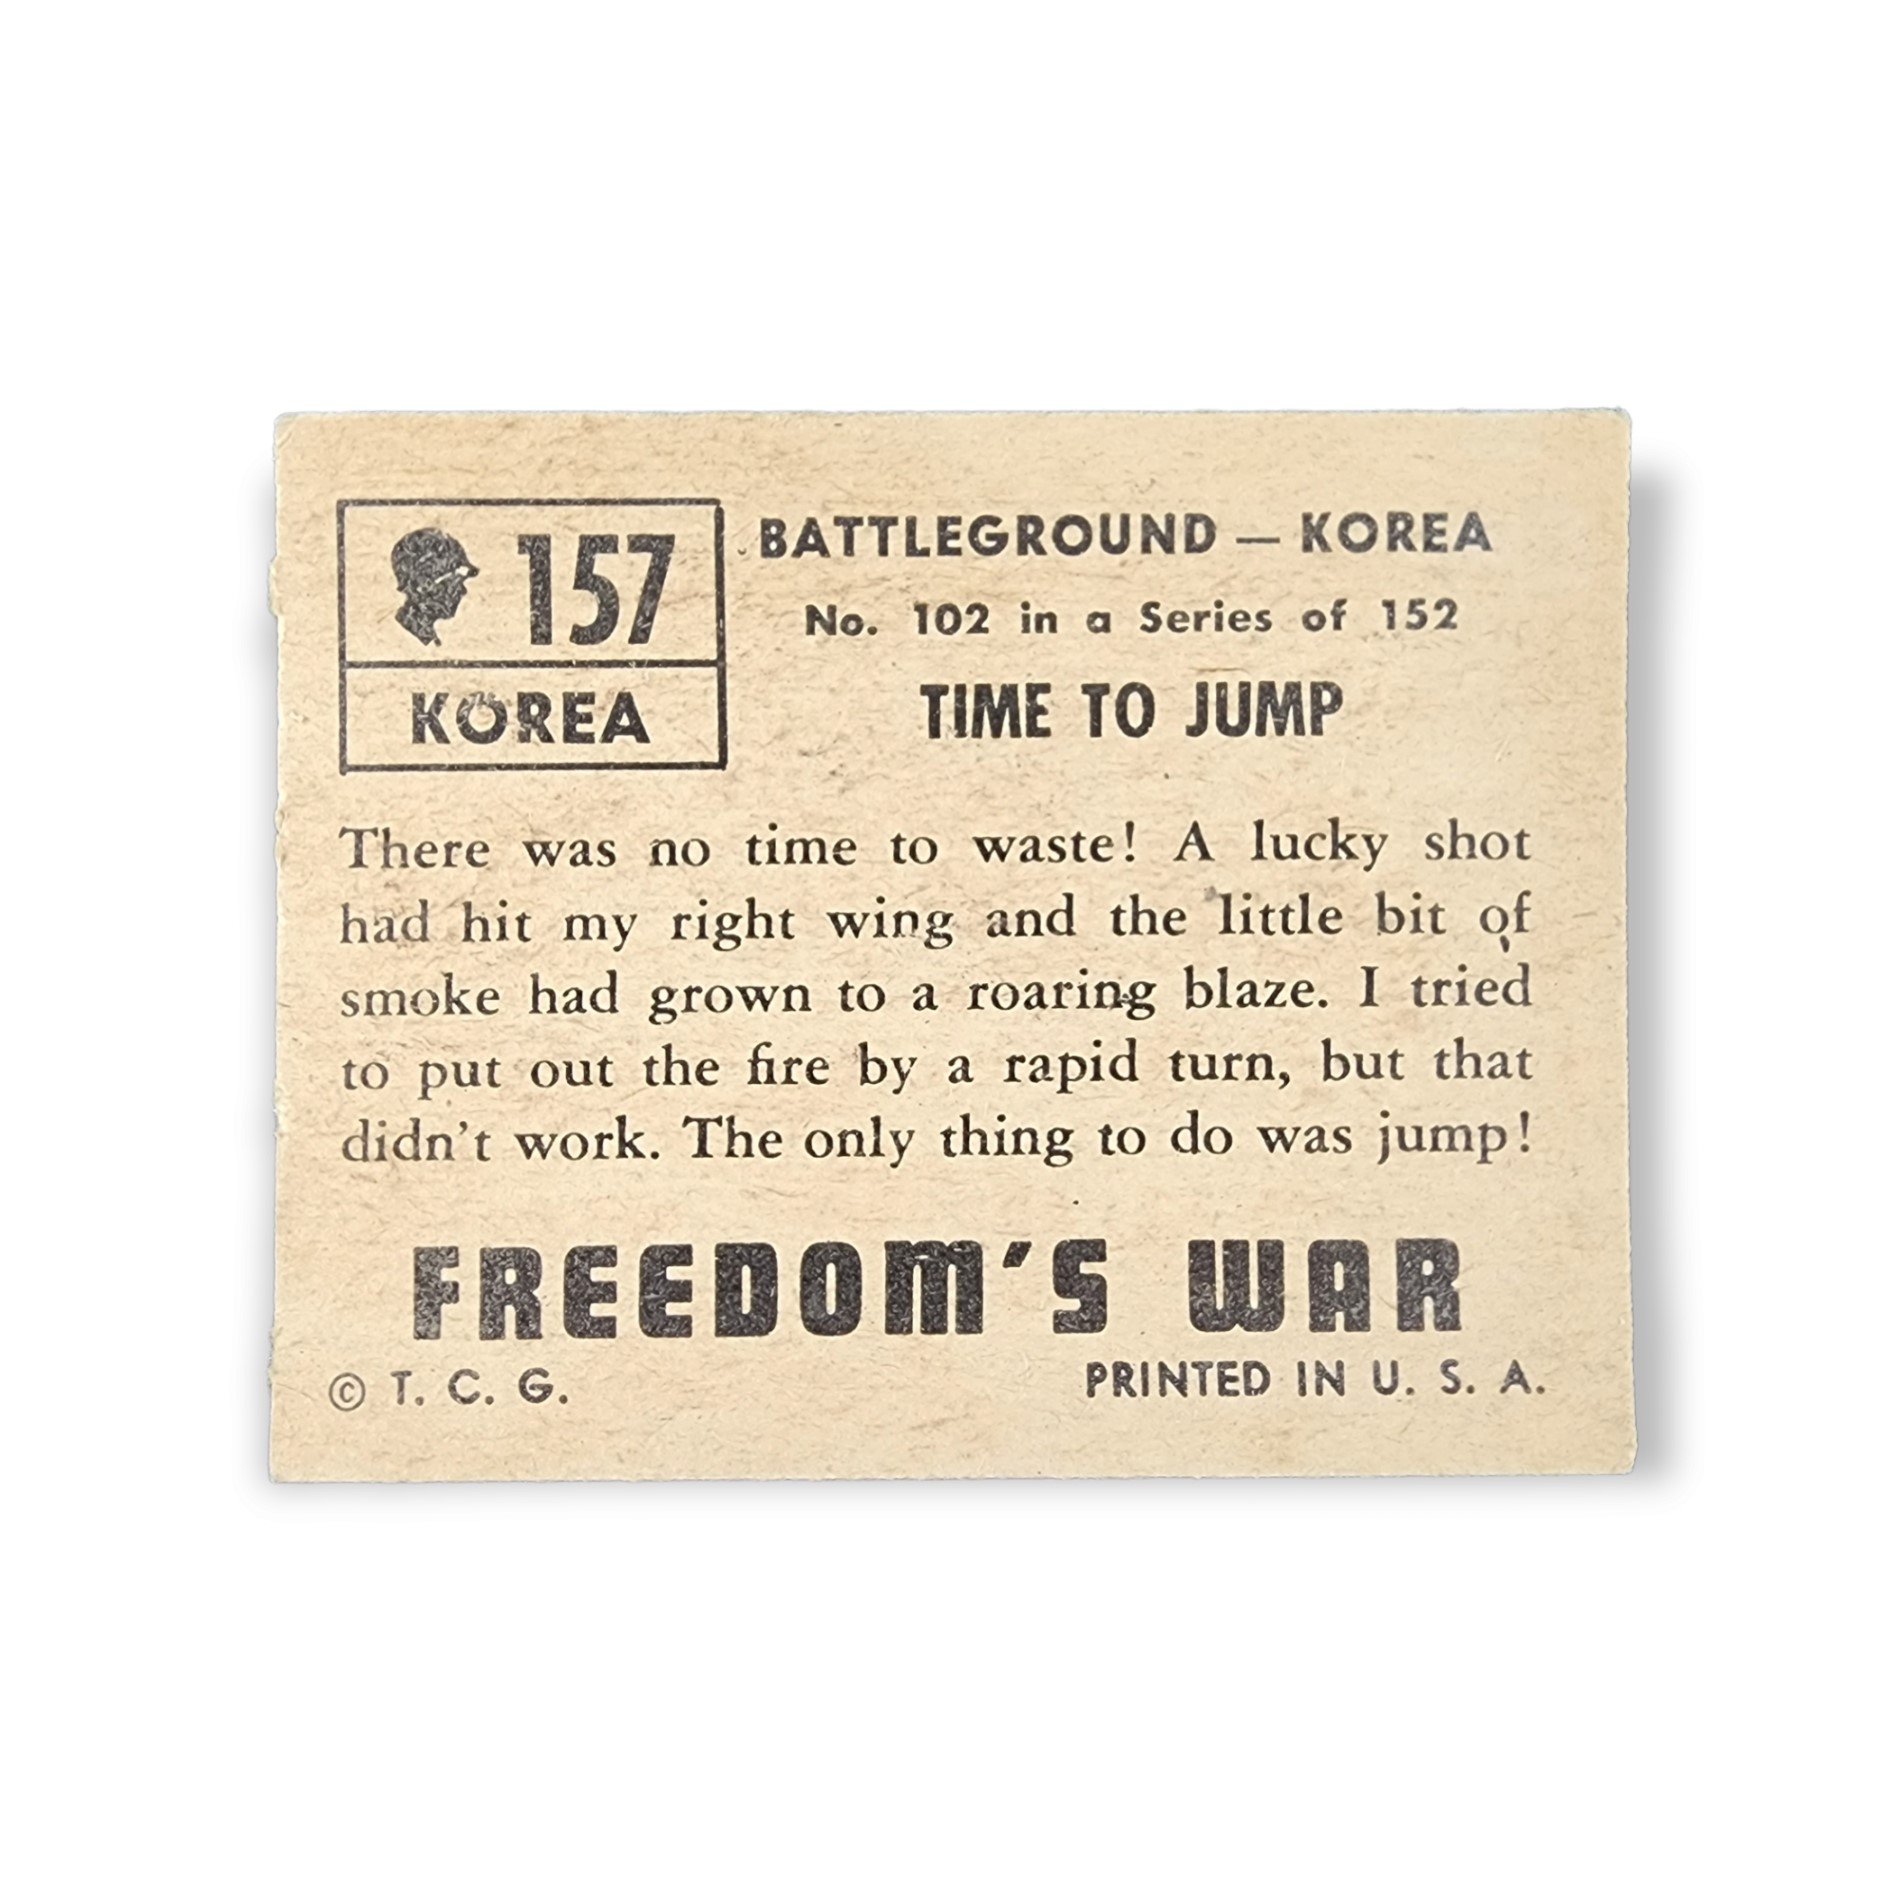 157
KOREA
BATTLEGROUND — KOREA
No. 102 in a Series of 152
TIME TO JUMP
There was no time to waste! A lucky shot
had hit my right wing and the little bit of
smoke had grown to a roaring blaze. I tried
to put out the fire by a rapid turn, but that
didn't work. The only thing to do was jump!
FREEDOM'S WAR
© T. C. G.
PRINTED IN U. S. A.